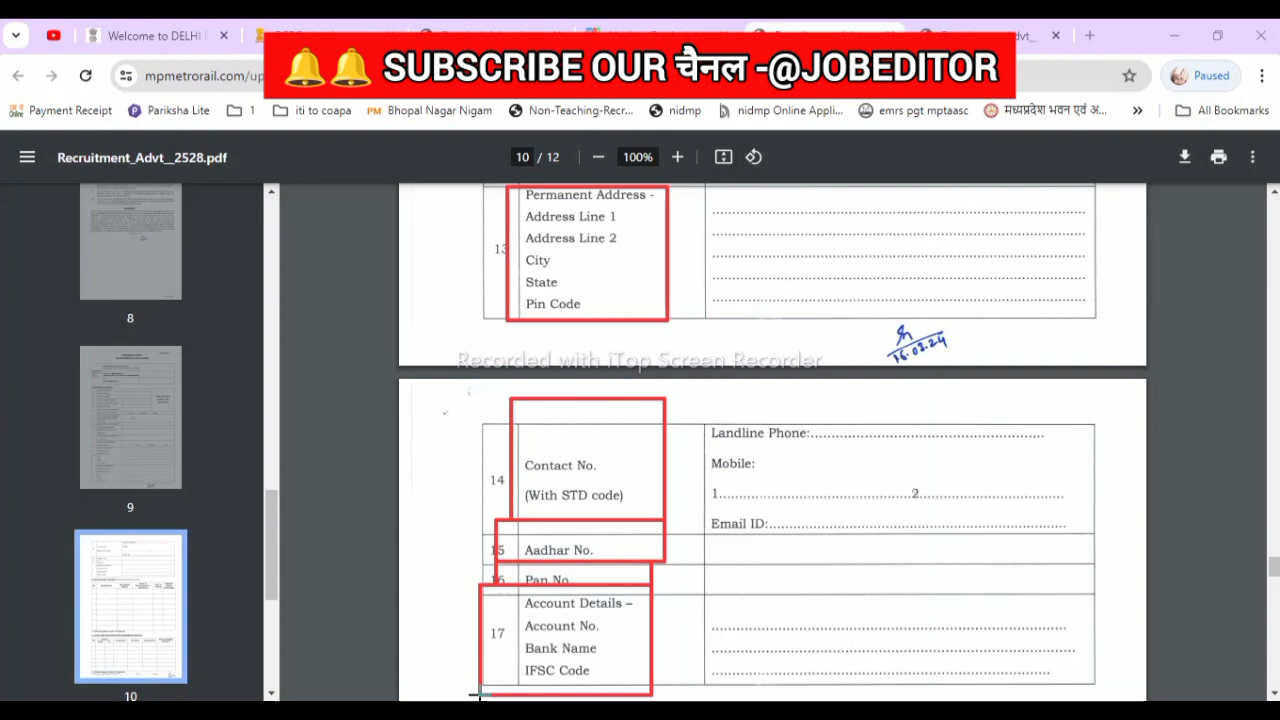 Welcome to DELHI
SUBSCRIBE OUR चैनल -@JOBEDITOR
mpmetrorail.com/up
Paused
Payment Receipt
Pariksha Lite
1
iti to coapa
PM Bhopal Nagar Nigam
Non-Teaching-Recr...
nidmp
nidmp Online Appli...
emrs pgt mptaasc
मध्यप्रदेश भवन एवं अ...
All Bookmarks
Recruitment_Advt_2528.pdf
10 / 12
100%
8
9
10
13
Permanent Address -
Address Line 1
Address Line 2
City
State
Pin Code
16.03.24
Recorded with iTop Screen Recorder
14
Contact No.
(With STD code)
Landline Phone:
Mobile:
1 2
Email ID:
15 Aadhar No.
16 Pan No
17
Account Details –
Account No.
Bank Name
IFSC Code